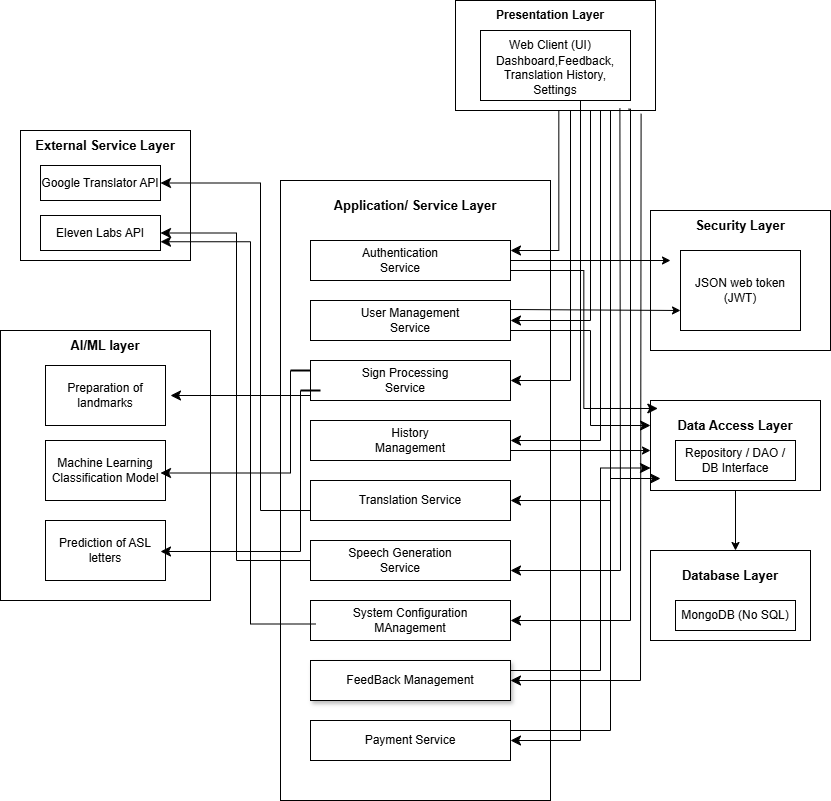 Presentation Layer
Web Client (UI)
Dashboard,Feedback,
Translation History,
Settings
External Service Layer
Google Translator API
Eleven Labs API
Application/ Service Layer
Authentication
Service
User Management
Service
Sign Processing
Service
History
Management
Translation Service
Speech Generation
Service
System Configuration
MAnagement
FeedBack Management
Payment Service
Security Layer
JSON web token
(JWT)
AI/ML layer
Preparation of
landmarks
Machine Learning
Classification Model
Prediction of ASL
letters
Data Access Layer
Repository / DAO /
DB Interface
Database Layer
MongoDB (No SQL)